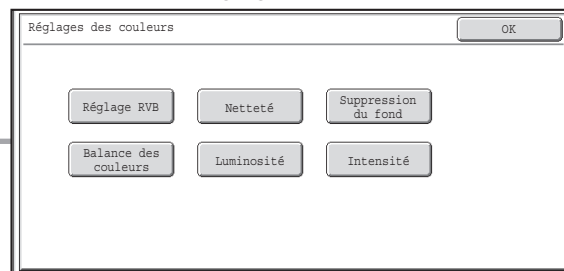 Réglages des couleurs
OK
Réglage RVB
Netteté
Suppression
du fond
Balance des
couleurs
Luminosité
Intensité